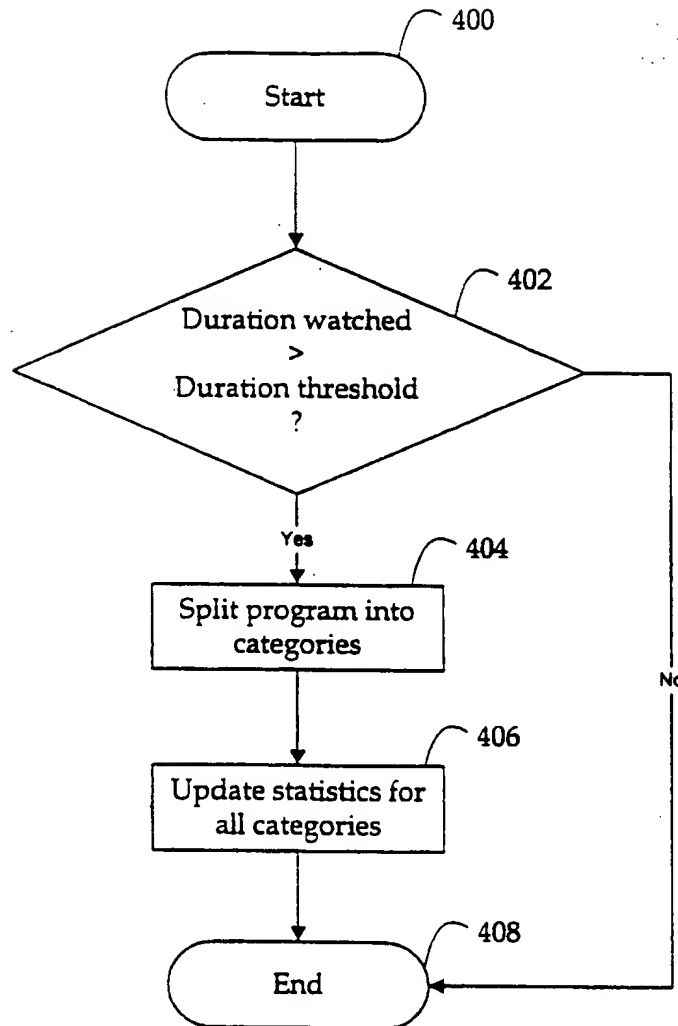 400
Start
402
Duration watched
>
Duration threshold
?
Yes
404
Split program into
categories
No
406
Update statistics for
all categories
408
End